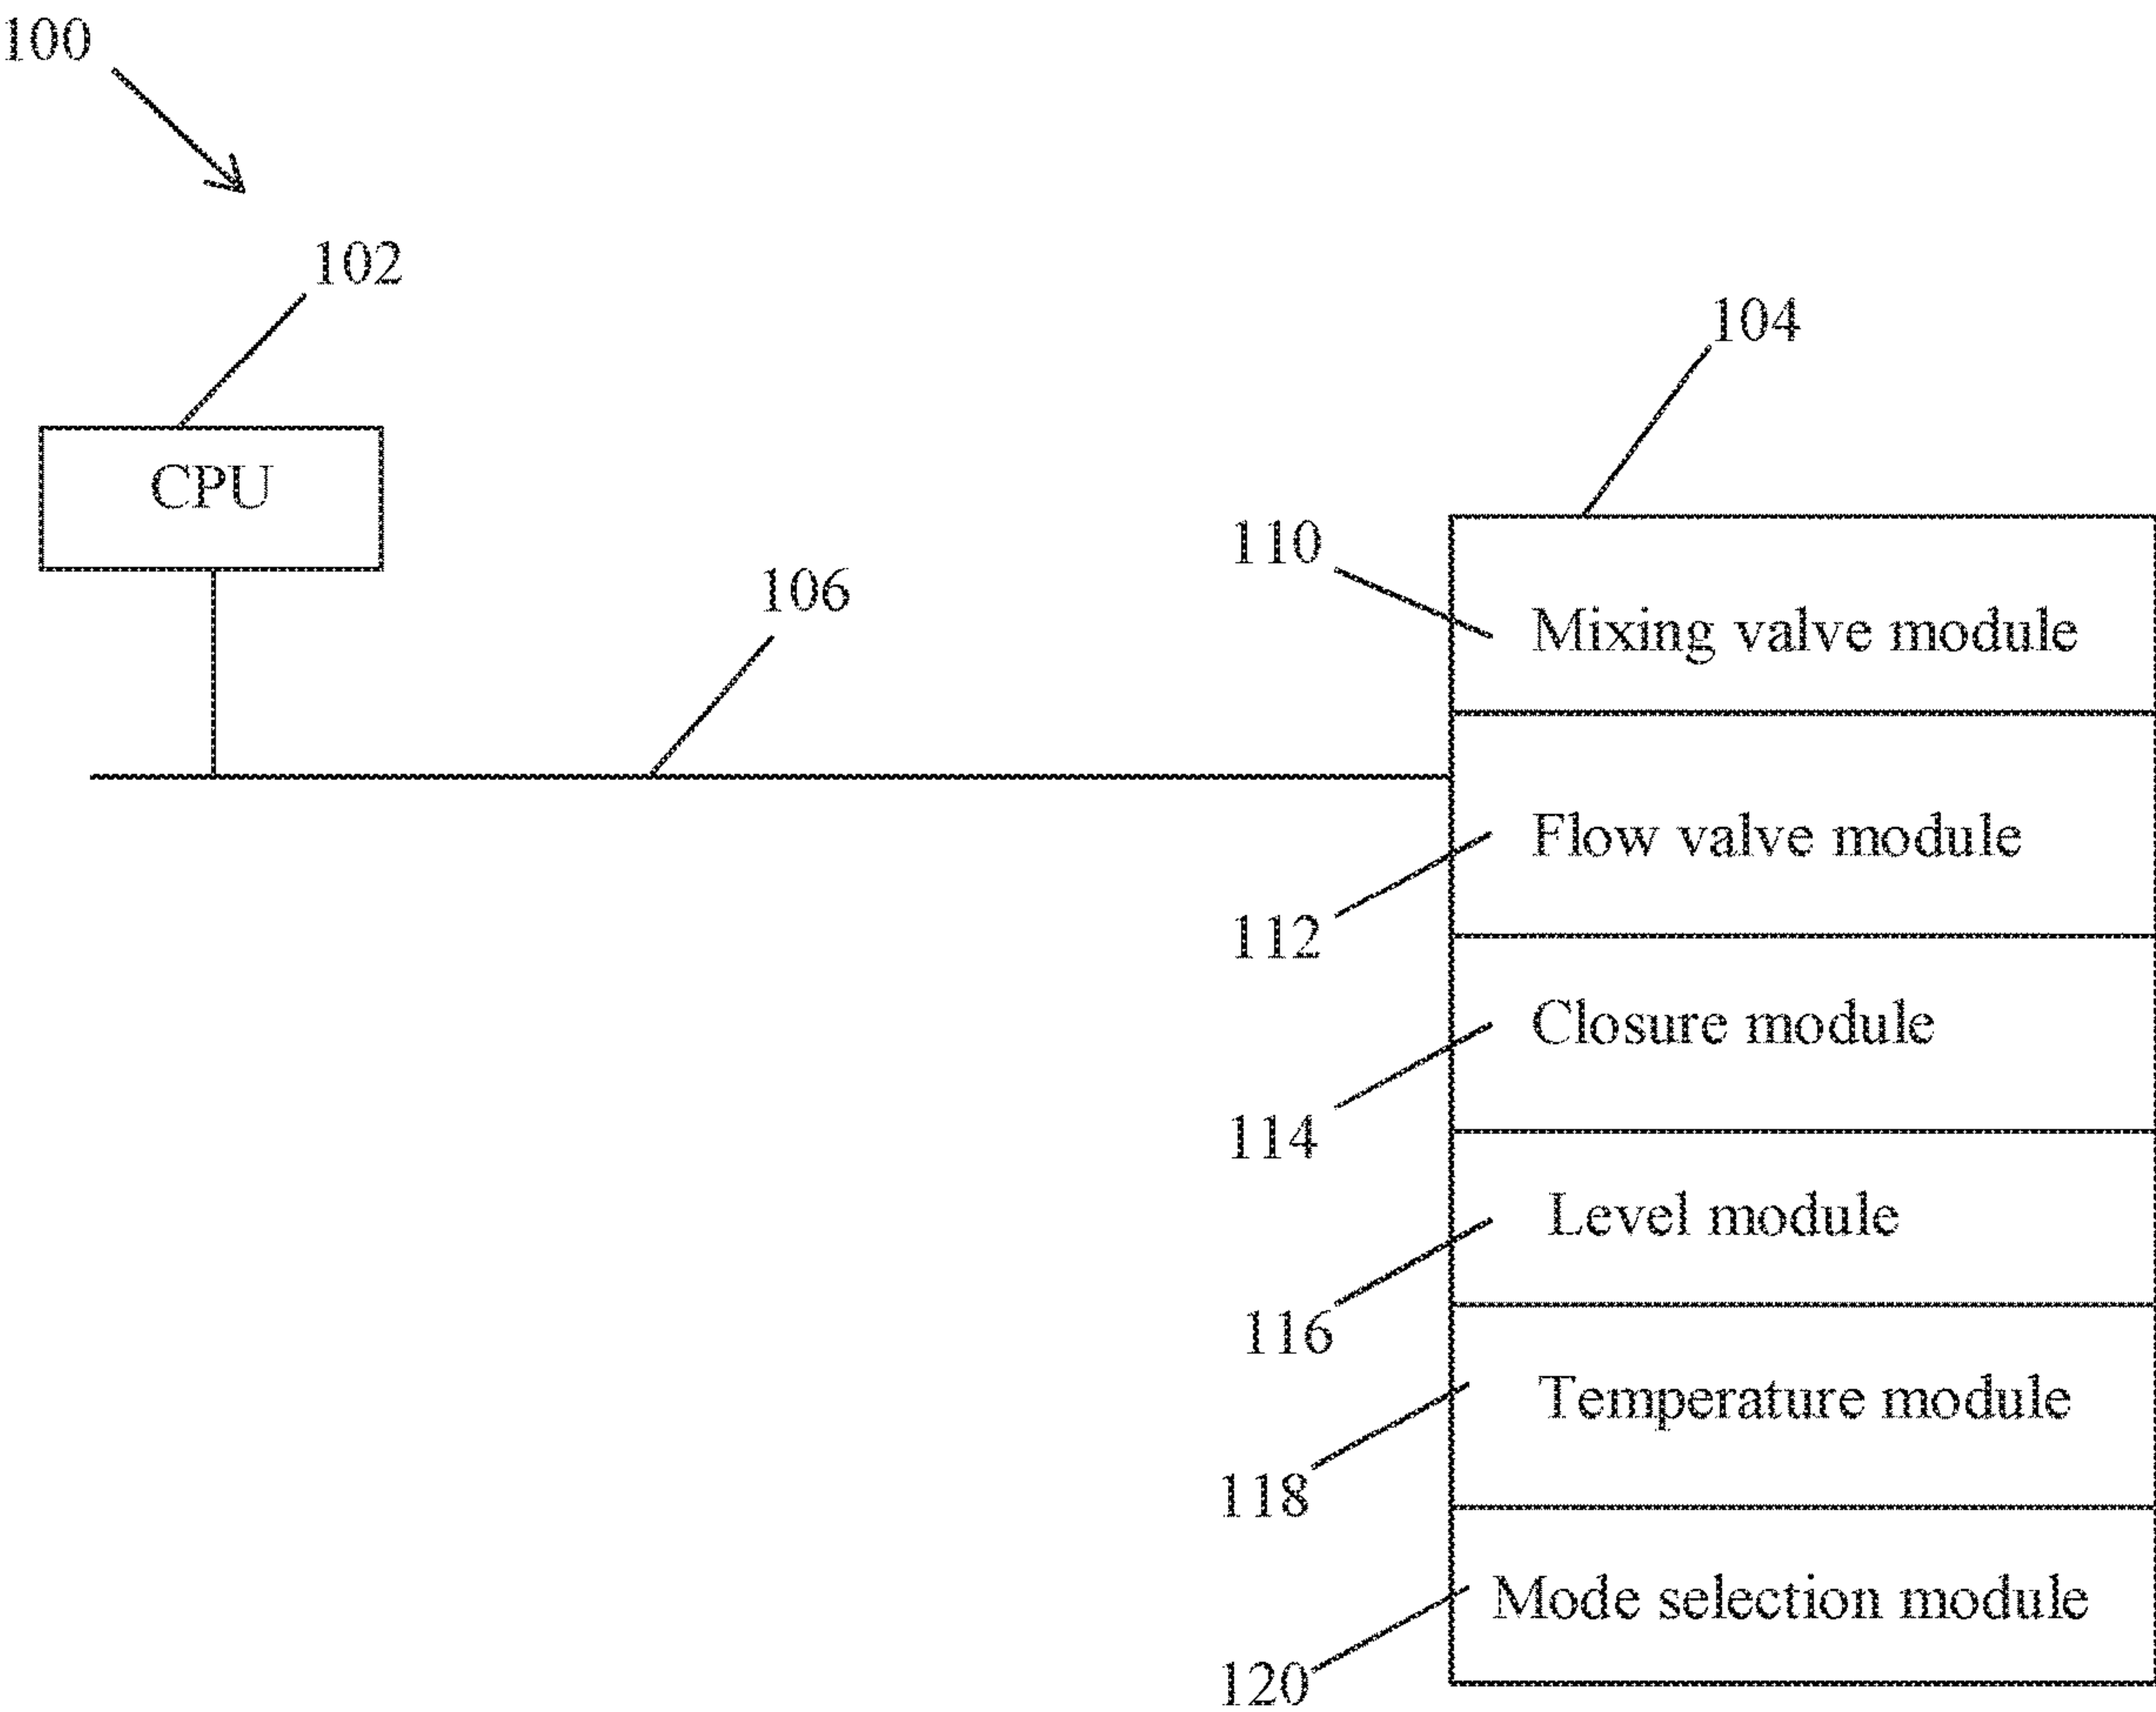 100
102
104
CPU
110
106
Mixing valve module
Flow valve module
112
Closure module
114
Level module
116
Temperature module
118
Mode selection module
120